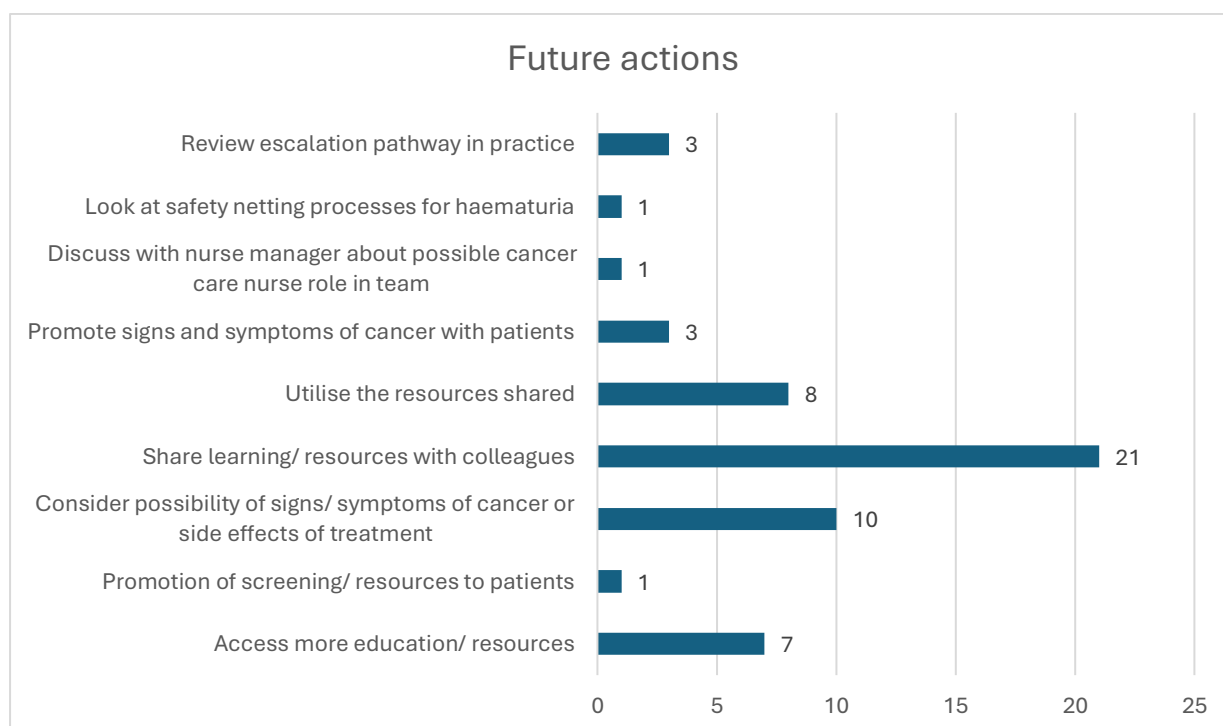 Future actions
Review escalation pathway in practice
3
Look at safety netting processes for haematuria
1
Discuss with nurse manager about possible cancer
care nurse role in team
1
Promote signs and symptoms of cancer with patients
3
Utilise the resources shared
8
Share learning/ resources with colleagues
21
Consider possibility of signs/ symptoms of cancer or
side effects of treatment
10
Promotion of screening/ resources to patients
1
Access more education/ resources
7
0 5 10 15 20 25